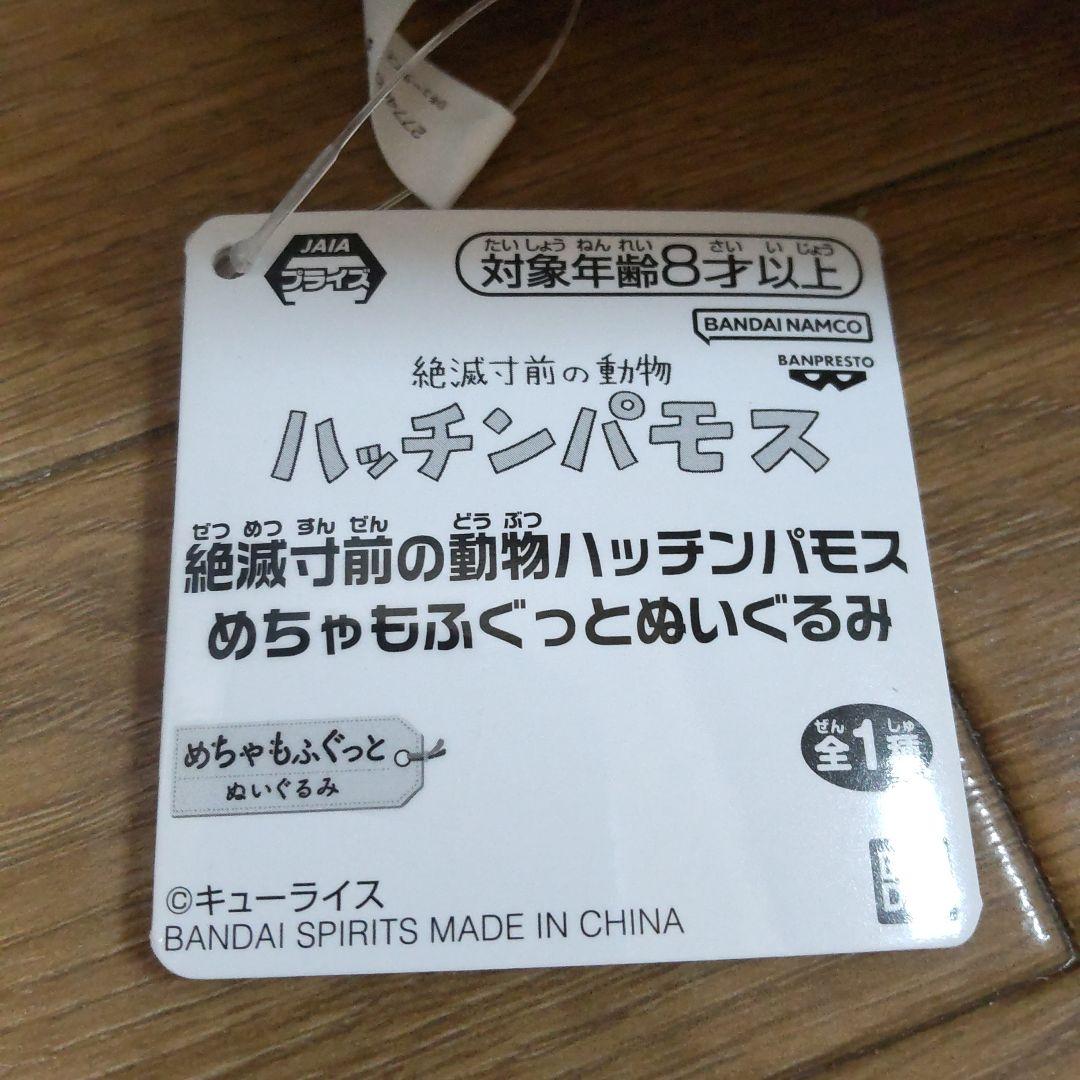 JAIA
プライズ
たいしょうねんれい さいいじょう
対象年齢8才以上
BANDAI NAMCO
BANPRESTO
絶滅寸前の動物
ハッチンパモス
ぜつめつすんぜん どうぶつ
絶滅寸前の動物ハッチンパモス
めちゃもふぐっとぬいぐるみ
めちゃもふぐっと
ぬいぐるみ
ぜん しゅ
全1種
©キューライス
BANDAI SPIRITS MADE IN CHINA